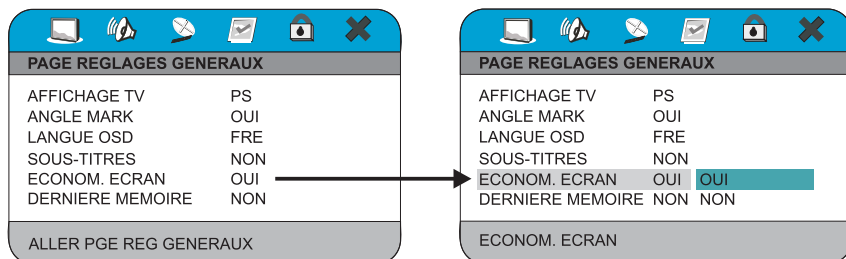 PAGE REGLAGES GENERAUX
AFFICHAGE TV PS
ANGLE MARK OUI
LANGUE OSD FRE
SOUS-TITRES NON
ECONOM. ECRAN OUI
DERNIERE MEMOIRE NON
ALLER PGE REG GENERAUX
PAGE REGLAGES GENERAUX
AFFICHAGE TV PS
ANGLE MARK OUI
LANGUE OSD FRE
SOUS-TITRES NON
ECONOM. ECRAN OUI OUI
DERNIERE MEMOIRE NON NON
ECONOM. ECRAN